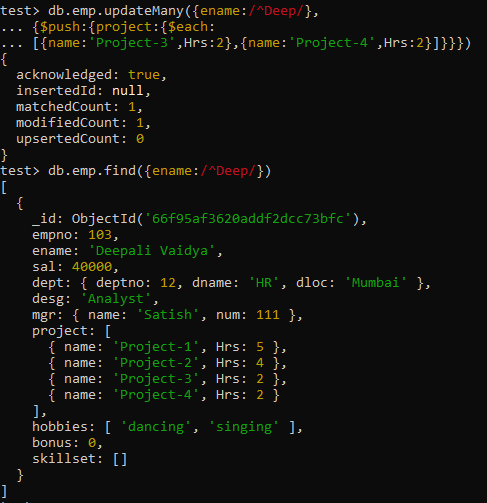 test> db.emp.updateMany({ename:/^Deep/},
... {$push:{project:{$each:
... [{name:'Project-3',Hrs:2},{name:'Project-4',Hrs:2}]}}})
{
  acknowledged: true,
  insertedId: null,
  matchedCount: 1,
  modifiedCount: 1,
  upsertedCount: 0
}
test> db.emp.find({ename:/^Deep/})
[
  {
    _id: ObjectId('66f95af3620addf2dcc73bfc'),
    empno: 103,
    ename: 'Deepali Vaidya',
    sal: 40000,
    dept: { deptno: 12, dname: 'HR', dloc: 'Mumbai' },
    desg: 'Analyst',
    mgr: { name: 'Satish', num: 111 },
    project: [
      { name: 'Project-1', Hrs: 5 },
      { name: 'Project-2', Hrs: 4 },
      { name: 'Project-3', Hrs: 2 },
      { name: 'Project-4', Hrs: 2 }
    ],
    hobbies: [ 'dancing', 'singing' ],
    bonus: 0,
    skillset: []
  }
]